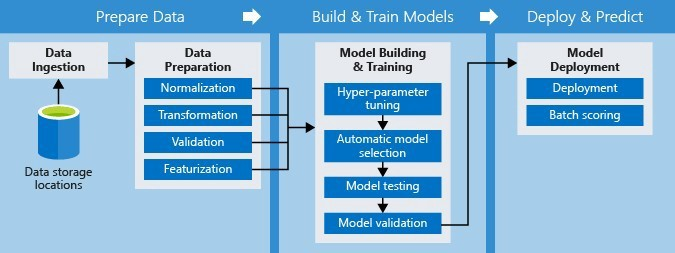 Prepare Data
Build & Train Models
Deploy & Predict
Data
Ingestion
Data storage
locations
Data
Preparation
Normalization
Transformation
Validation
Featurization
Model Building
& Training
Hyper-parameter
tuning
Automatic model
selection
Model testing
Model validation
Model
Deployment
Deployment
Batch scoring